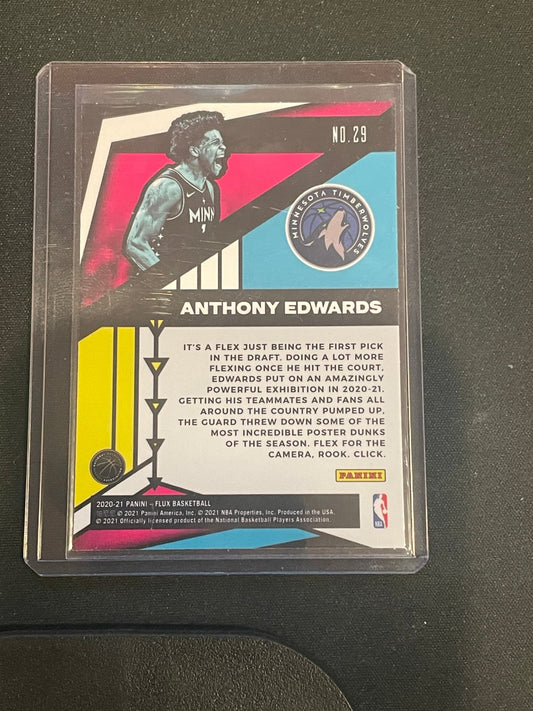 NO.29
MINN
MINNESOTA TIMBERWOLVES
ANTHONY EDWARDS
IT'S A FLEX JUST BEING THE FIRST PICK
IN THE DRAFT. DOING A LOT MORE
FLEXING ONCE HE HIT THE COURT,
EDWARDS PUT ON AN AMAZINGLY
POWERFUL EXHIBITION IN 2020-21.
GETTING HIS TEAMMATES AND FANS ALL
AROUND THE COUNTRY PUMPED UP,
THE GUARD THREW DOWN SOME OF THE
MOST INCREDIBLE POSTER DUNKS
OF THE SEASON. FLEX FOR THE
CAMERA, ROOK. CLICK.
PANINI
2020-21 PANINI – FLUX BASKETBALL
© 2021 Panini America, Inc. © 2021 NBA Properties, Inc. Produced in the USA.
© 2021 Officially licensed product of the National Basketball Players Association.
NBA